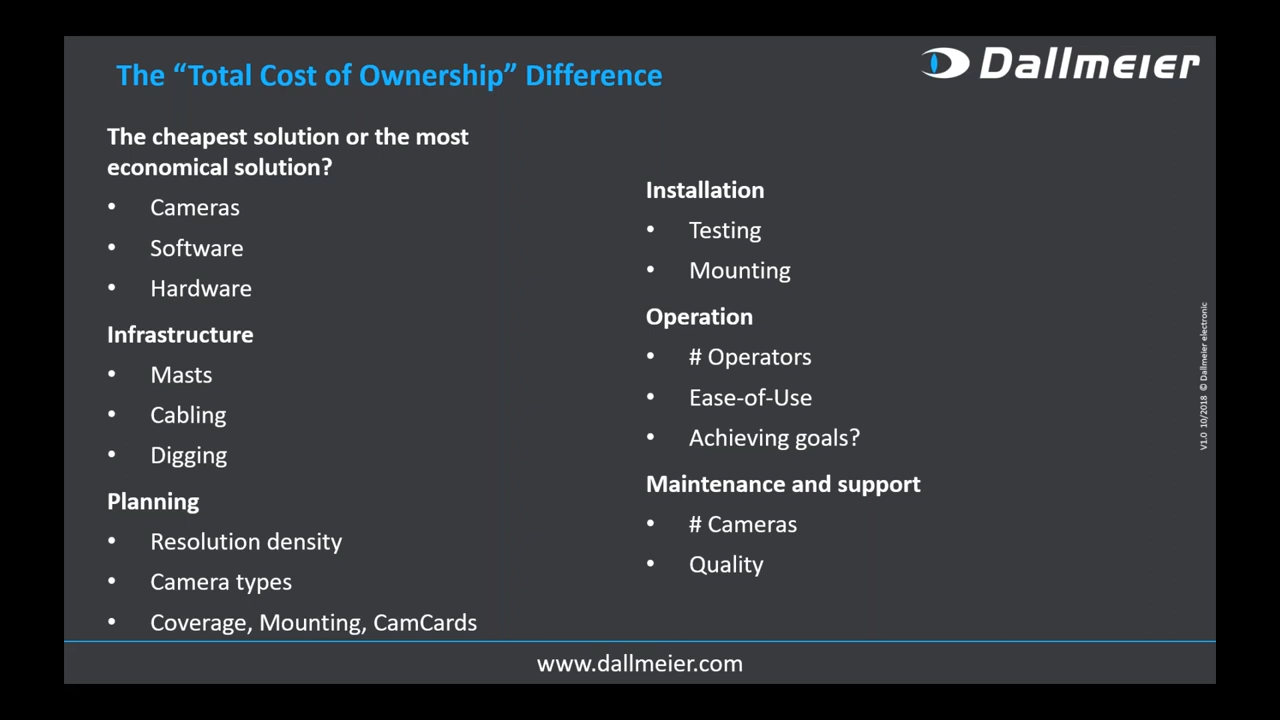 The “Total Cost of Ownership” Difference
Dallmeier
The cheapest solution or the most
economical solution?
• Cameras
• Software
• Hardware
Infrastructure
• Masts
• Cabling
• Digging
Planning
• Resolution density
• Camera types
• Coverage, Mounting, CamCards
Installation
• Testing
• Mounting
Operation
• # Operators
• Ease-of-Use
• Achieving goals?
Maintenance and support
• # Cameras
• Quality
V1.0 10/2018 © Dallmeier electronic
www.dallmeier.com